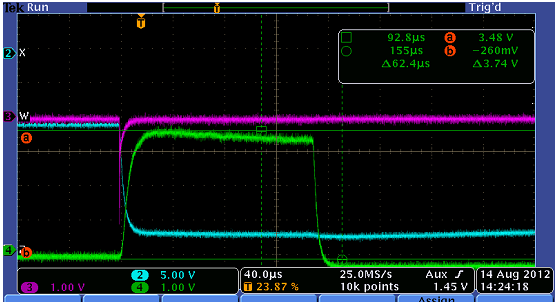 Tek Run Trig'd
T
92.8µs a 3.48 V
155µs b −260mV
Δ62.4µs Δ3.74 V
2 X
3 W
a
4 b
2 5.00 V
3 1.00 V 4 1.00 V
40.0µs 25.0MS/s Aux
T 23.87 % 10k points 1.45 V
14 Aug 2012
14:24:18